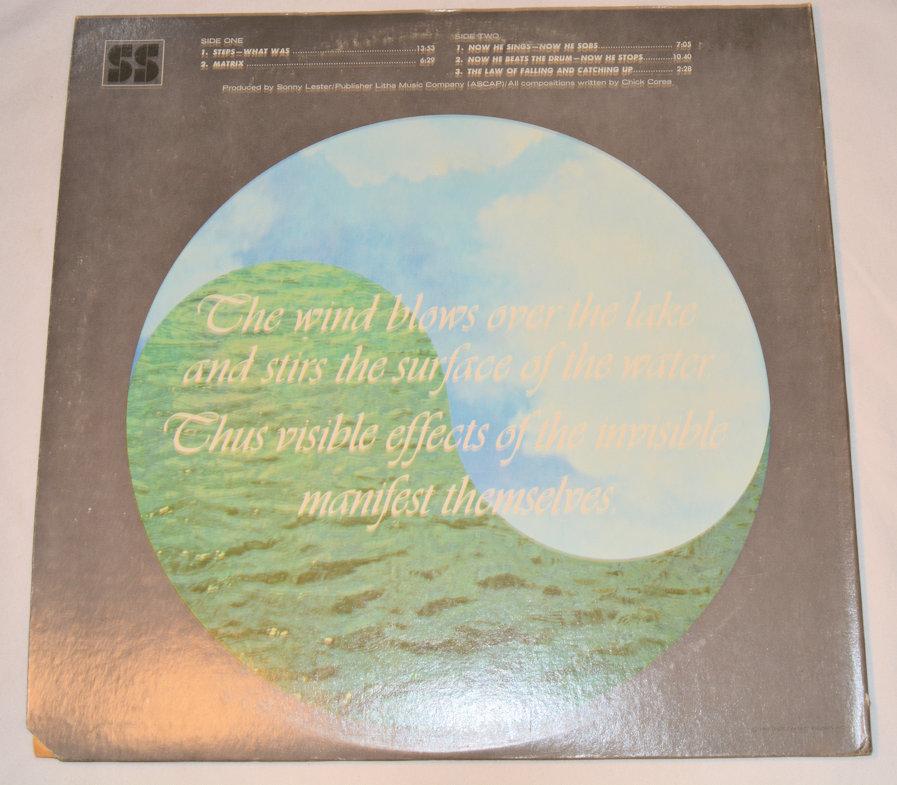 SS
SIDE ONE
1. STEPS—WHAT WAS ........ 13:53
2. MATRIX ........ 6:29
SIDE TWO
1. NOW HE SINGS—NOW HE SOBS ........ 7:05
2. NOW HE BEATS THE DRUM—NOW HE STOPS ........ 10:40
3. THE LAW OF FALLING AND CATCHING UP ........ 2:28
Produced by Sonny Lester/Publisher Litha Music Company (ASCAP)/All compositions written by Chick Corea
The wind blows over the lake
and stirs the surface of the water.
Thus visible effects of the invisible
manifest themselves.